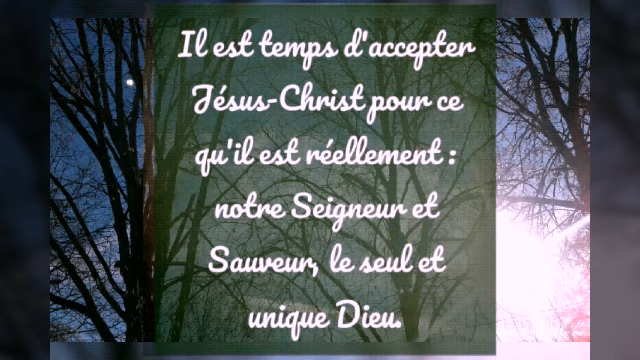 Il est temps d'accepter
Jésus-Christ pour ce
qu'il est réellement :
notre Seigneur et
Sauveur, le seul et
unique Dieu.